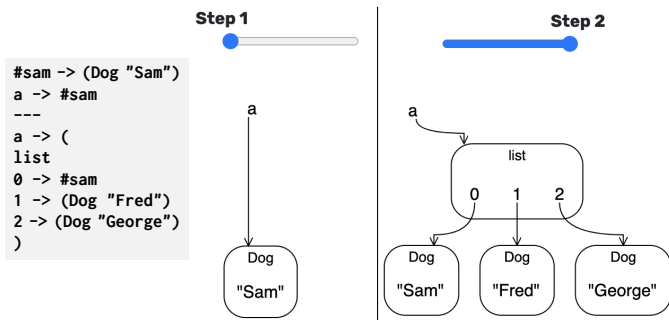 #sam -> (Dog "Sam")
a -> #sam
---
a -> (
list
0 -> #sam
1 -> (Dog "Fred")
2 -> (Dog "George")
)
Step 1
a
Dog
"Sam"
Step 2
a
list
0 1 2
Dog Dog Dog
"Sam" "Fred" "George"